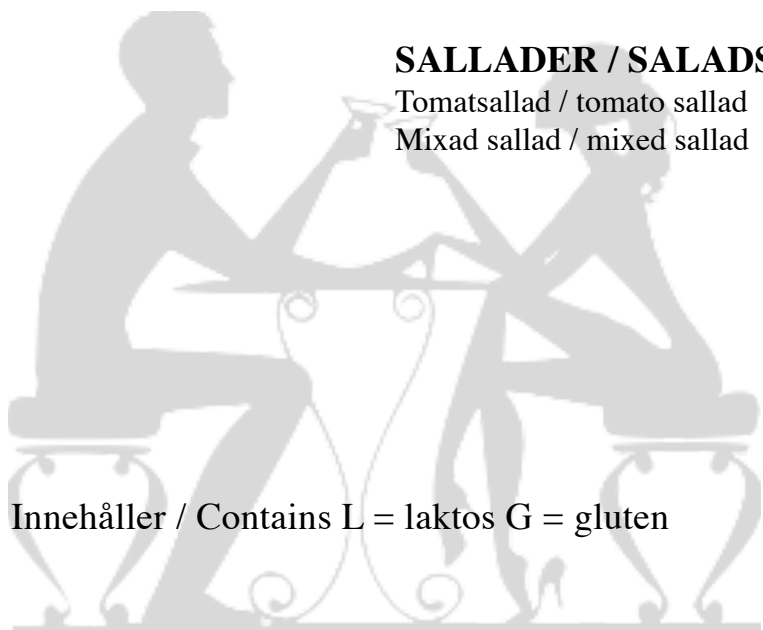 SALLADER / SALADS
Tomatsallad / tomato sallad
Mixad sallad / mixed sallad
Innehåller / Contains L = laktos G = gluten